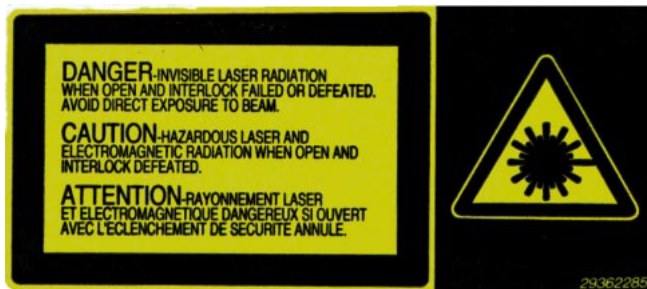 DANGER-INVISIBLE LASER RADIATION
WHEN OPEN AND INTERLOCK FAILED OR DEFEATED.
AVOID DIRECT EXPOSURE TO BEAM.
CAUTION-HAZARDOUS LASER AND
ELECTROMAGNETIC RADIATION WHEN OPEN AND
INTERLOCK DEFEATED.
ATTENTION-RAYONNEMENT LASER
ET ELECTROMAGNETIQUE DANGEREUX SI OUVERT
AVEC L'ECLENCHEMENT DE SECURITE ANNULE.
29362285